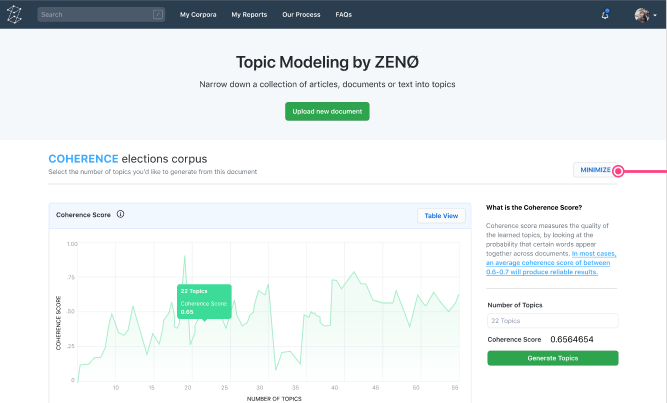 Search /
My Corpora My Reports Our Process FAQs
Topic Modeling by ZENØ
Narrow down a collection of articles, documents or text into topics
Upload new document
COHERENCE elections corpus
Select the number of topics you'd like to generate from this document
MINIMIZE
Coherence Score
Table View
1.00
.75
.50
.25
0
COHERENCE SCORE
22 Topics
Coherence Score
0.65
10 15 20 25 30 35 40 45 50 55
NUMBER OF TOPICS
What is the Coherence Score?
Coherence score measures the quality
of the learned topics, by looking at the
probability that certain words appear
together across documents. In most cases,
an average coherence score of between
0.6-0.7 will produce reliable results.
Number of Topics
22 Topics
Coherence Score 0.6564654
Generate Topics